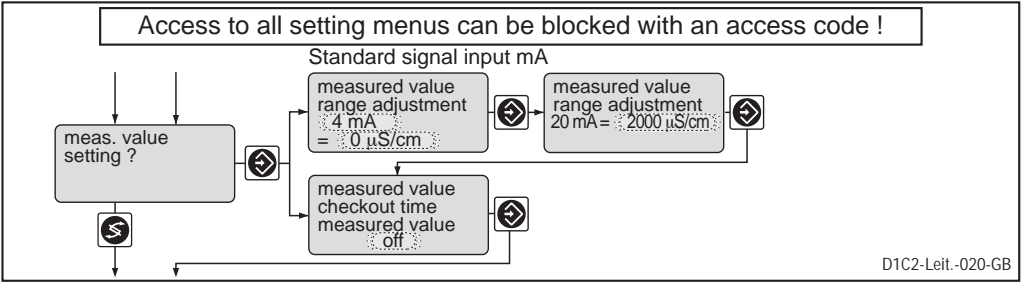 Access to all setting menus can be blocked with an access code !
Standard signal input mA
measured value
range adjustment
4 mA
= 0 µS/cm
measured value
range adjustment
20 mA = 2000 µS/cm
meas. value
setting ?
measured value
checkout time
measured value
off
D1C2-Leit.-020-GB